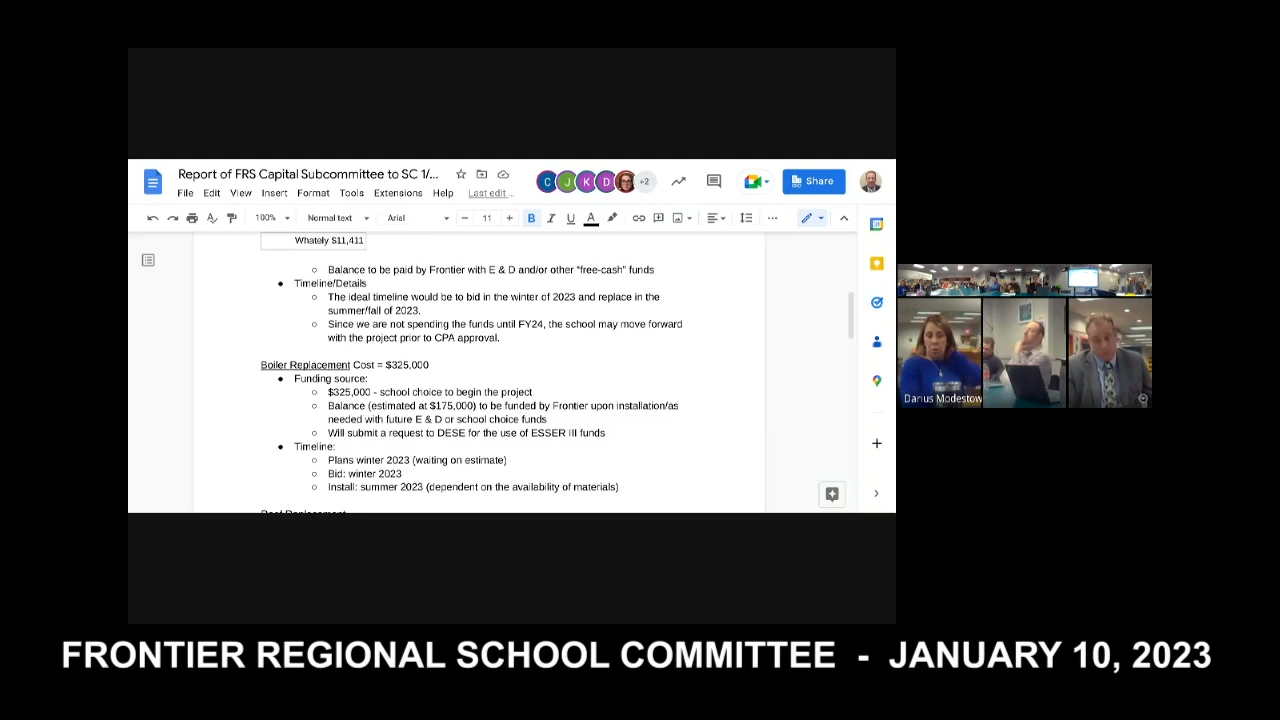 Report of FRS Capital Subcommittee to SC 1/...
C J K D +2
Share
File Edit View Insert Format Tools Extensions Help Last edit ...
100% Normal text Arial 11 B I U A
Whately $11,411
Balance to be paid by Frontier with E & D and/or other "free-cash" funds
Timeline/Details
The ideal timeline would be to bid in the winter of 2023 and replace in the
summer/fall of 2023.
Since we are not spending the funds until FY24, the school may move forward
with the project prior to CPA approval.
Boiler Replacement Cost = $325,000
Funding source:
$325,000 - school choice to begin the project
Balance (estimated at $175,000) to be funded by Frontier upon installation/as
needed with future E & D or school choice funds
Will submit a request to DESE for the use of ESSER III funds
Timeline:
Plans winter 2023 (waiting on estimate)
Bid: winter 2023
Install: summer 2023 (dependent on the availability of materials)
Roof Replacement
Darius Modestow
FRONTIER REGIONAL SCHOOL COMMITTEE - JANUARY 10, 2023